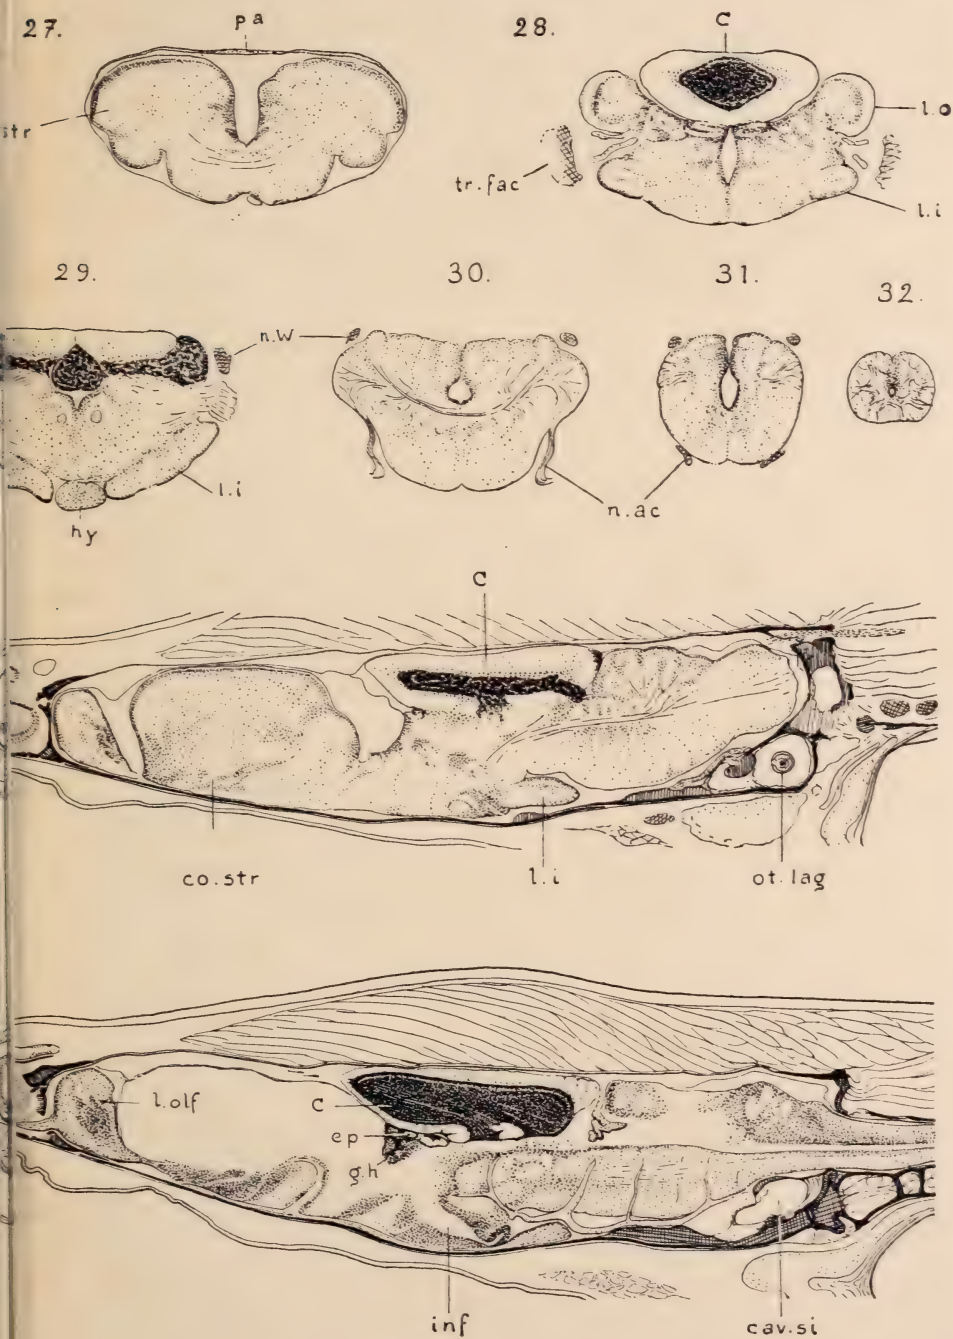 27.
pa
28.
C
str
l.o
tr.fac
l.i
29.
30.
31.
32.
n.W
l.i
n.ac
hy
C
co.str
l.i
ot.lag
l.olf
C
ep
g.h
inf
cav.si